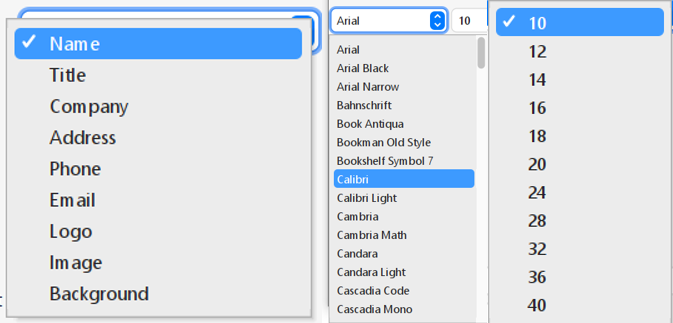 Name
Title
Company
Address
Phone
Email
Logo
Image
Background
Arial
10
Arial
Arial Black
Arial Narrow
Bahnschrift
Book Antiqua
Bookman Old Style
Bookshelf Symbol 7
Calibri
Calibri Light
Cambria
Cambria Math
Candara
Candara Light
Cascadia Code
Cascadia Mono
10
12
14
16
18
20
24
28
32
36
40